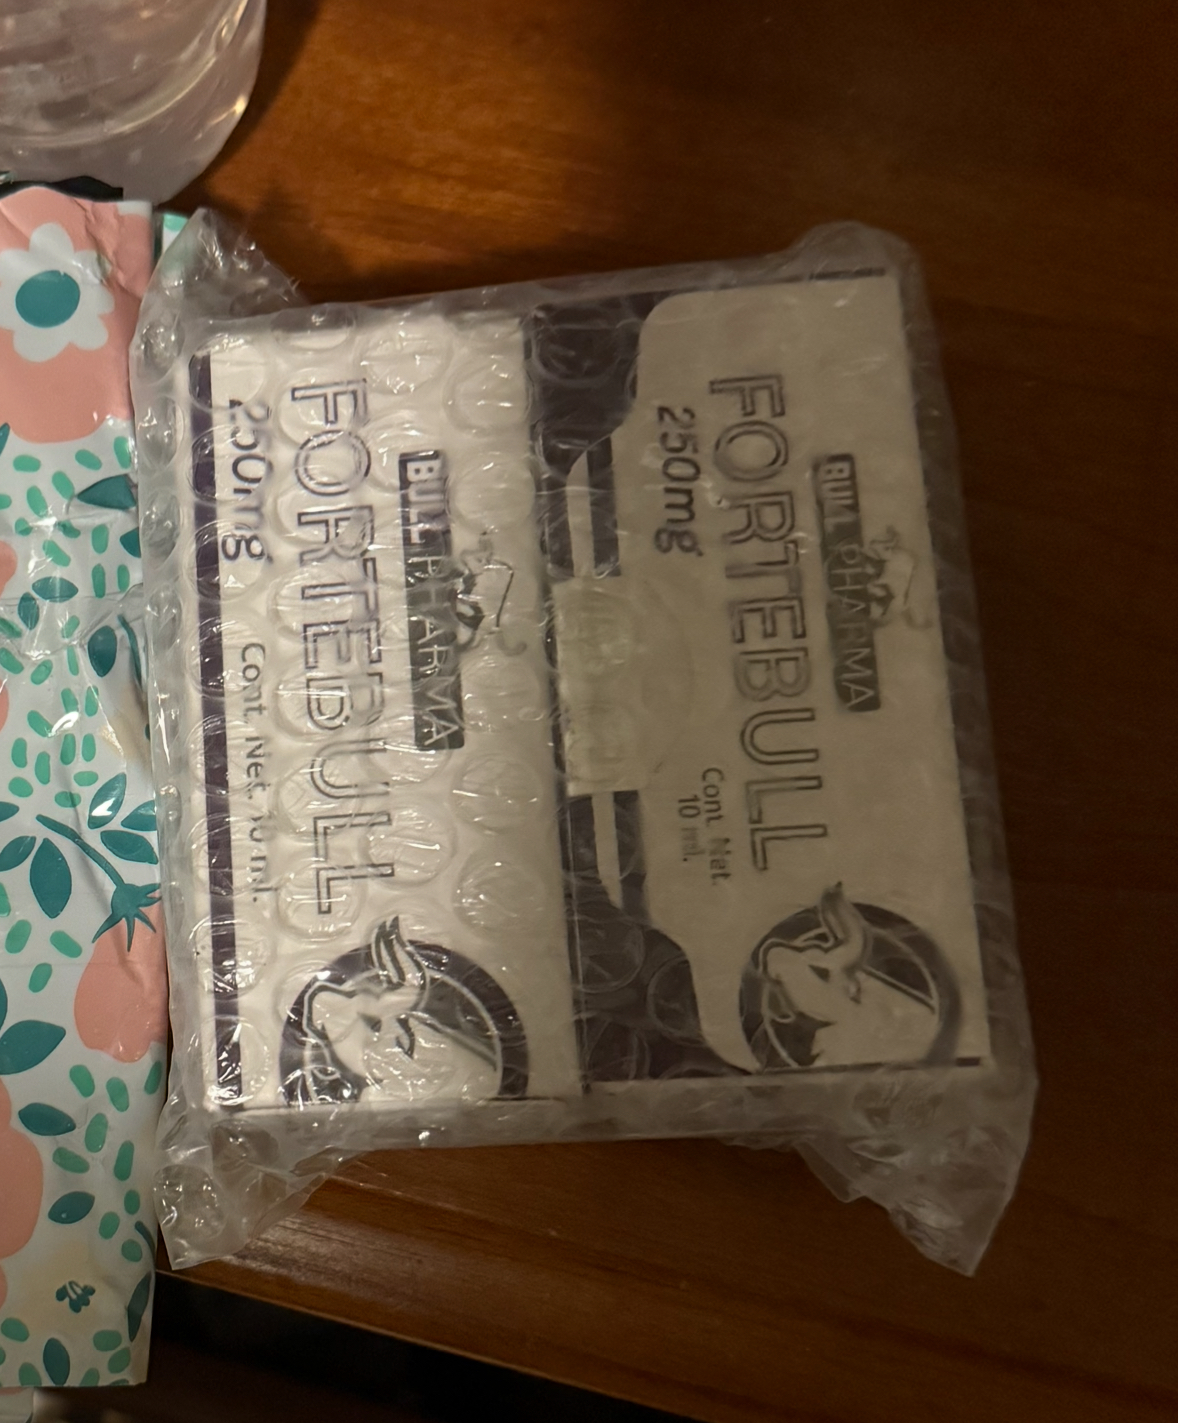 BULL PHARMA
FORTEBULL
250mg
Cont. Net.
10 ml.
BULL PHARMA
FORTEBULL
250mg
Cont. Net. 10 ml.